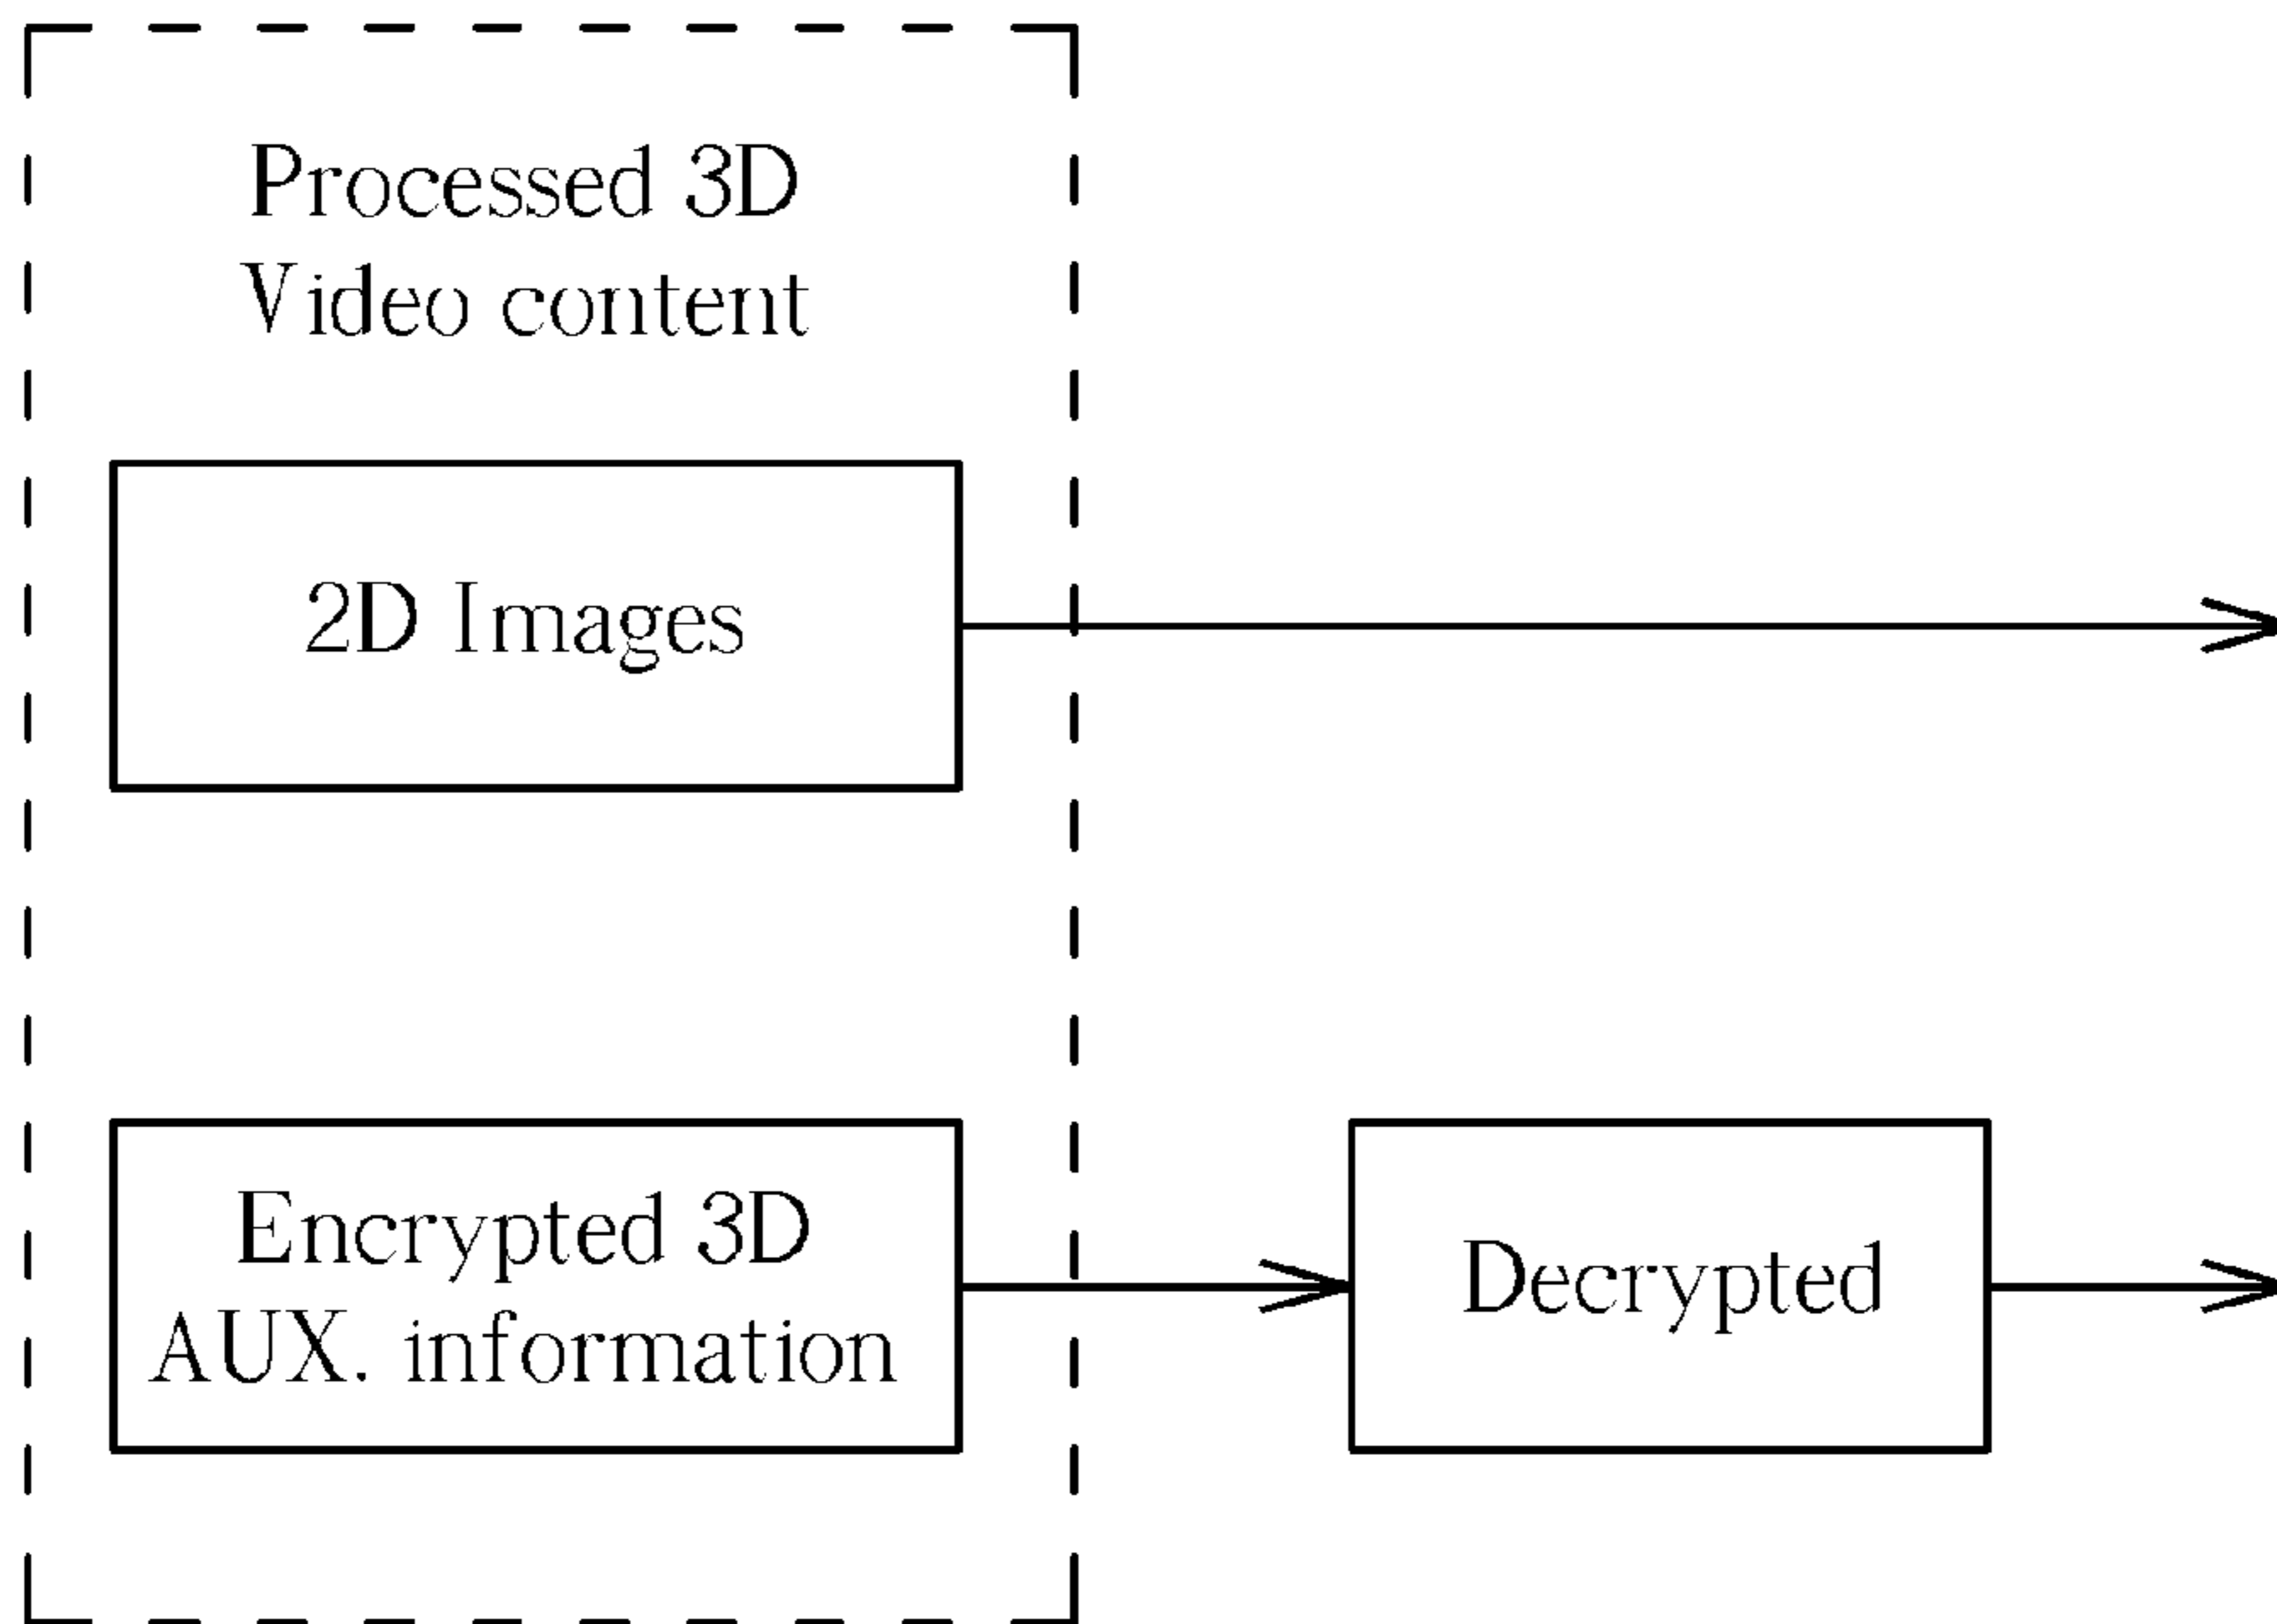 Processed 3D
Video content
2D Images
Encrypted 3D
AUX. information
Decrypted